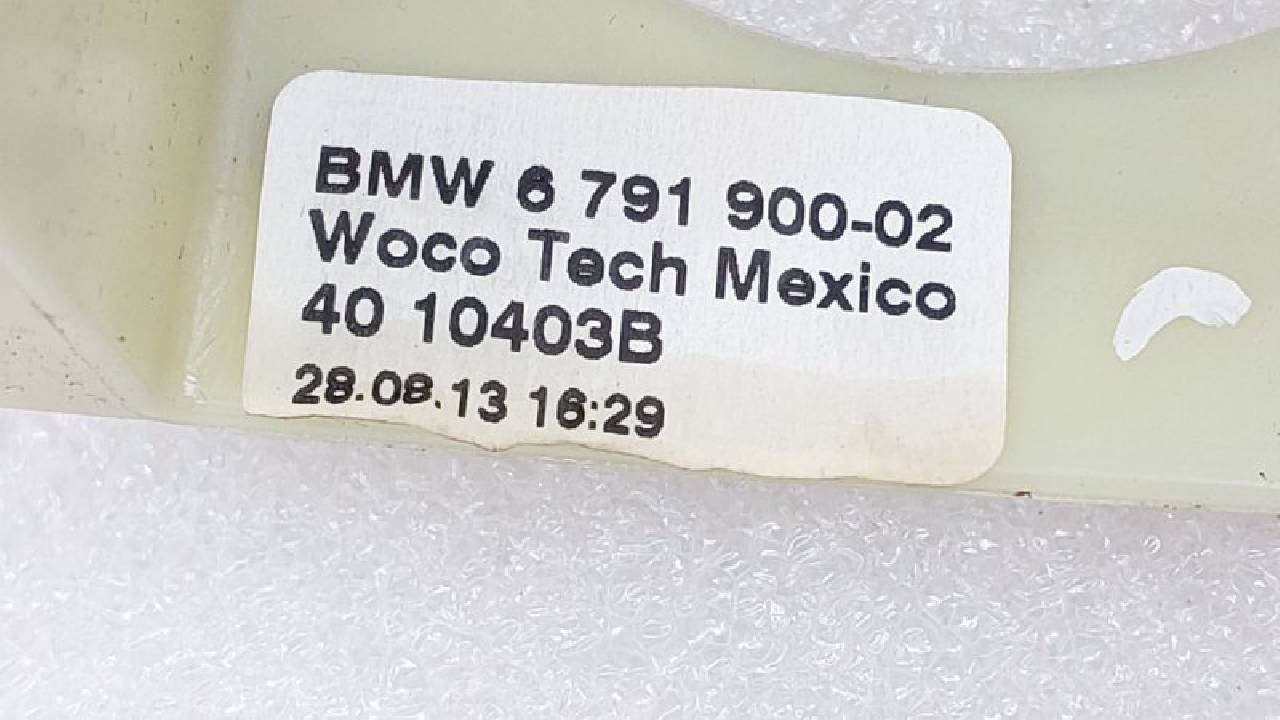 BMW 6 791 900-02
Woco Tech Mexico
40 10403B
28.08.13 16:29